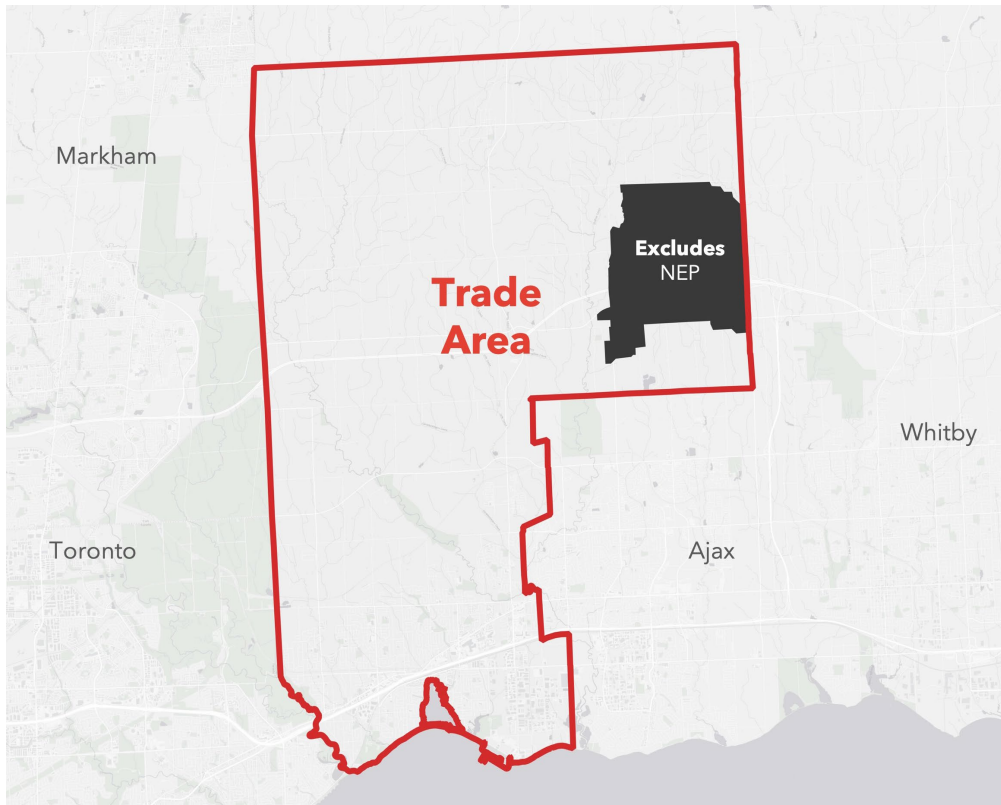 Markham
Excludes
NEP
Trade
Area
Whitby
Toronto
Ajax